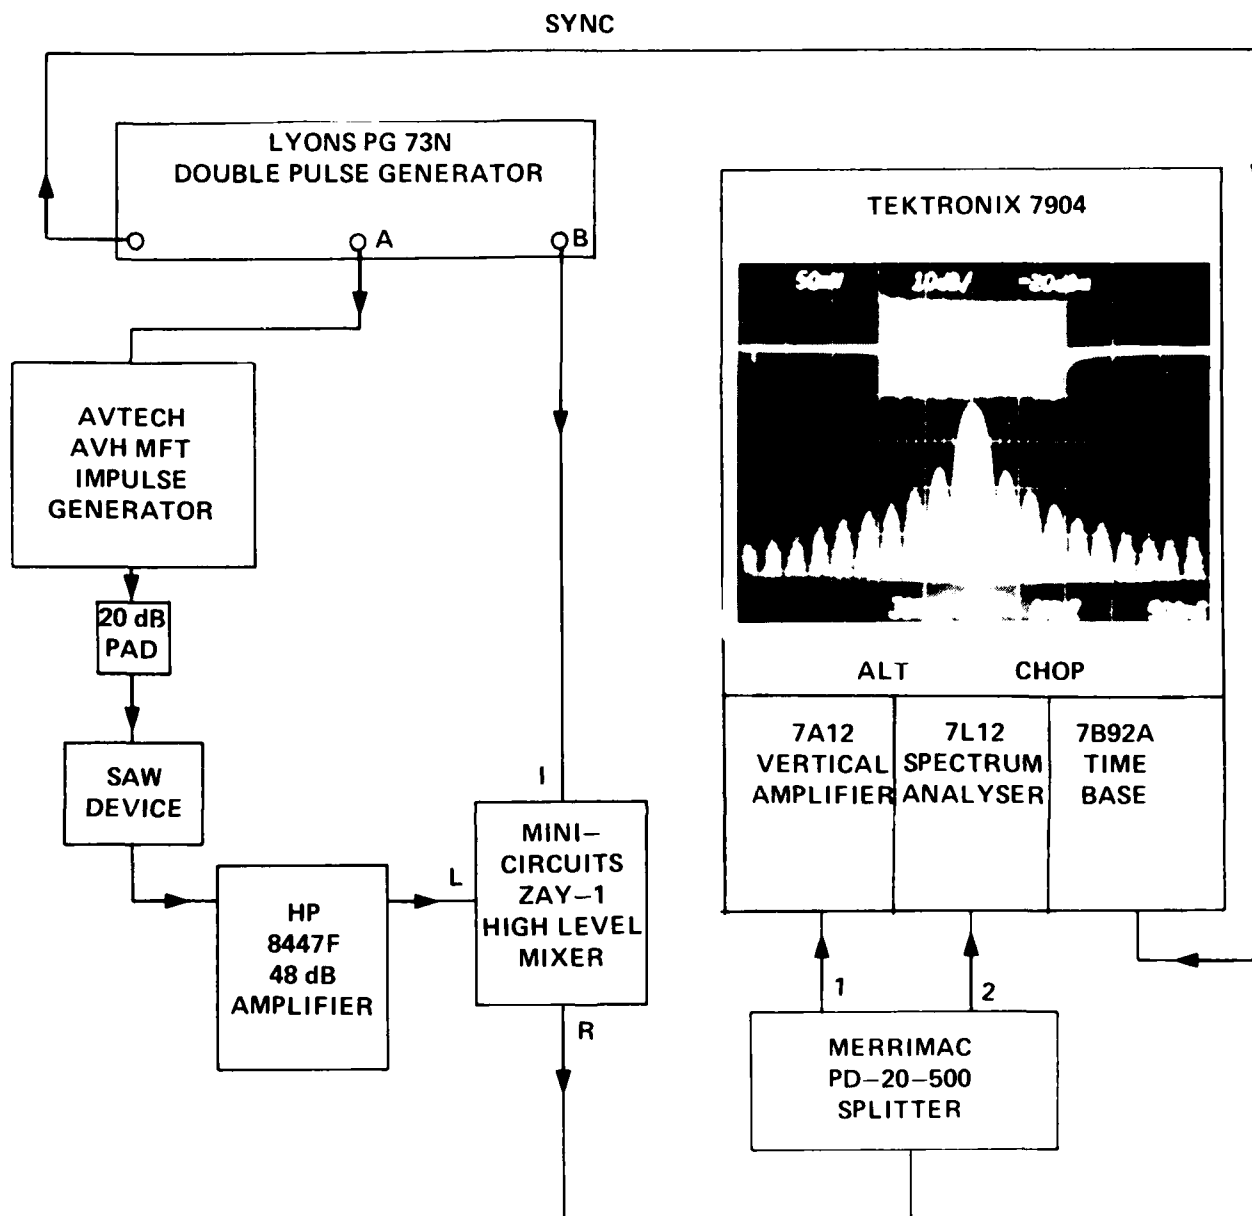 SYNC
LYONS PG 73N
DOUBLE PULSE GENERATOR
A
B
TEKTRONIX 7904
50mV 10dB/ -30dBm
AVTECH
AVH MFT
IMPULSE
GENERATOR
20 dB
PAD
ALT CHOP
7A12
VERTICAL
AMPLIFIER
7L12
SPECTRUM
ANALYSER
7B92A
TIME
BASE
SAW
DEVICE
I
MINI–
CIRCUITS
ZAY–1
HIGH LEVEL
MIXER
L
HP
8447F
48 dB
AMPLIFIER
R
1
2
MERRIMAC
PD–20–500
SPLITTER